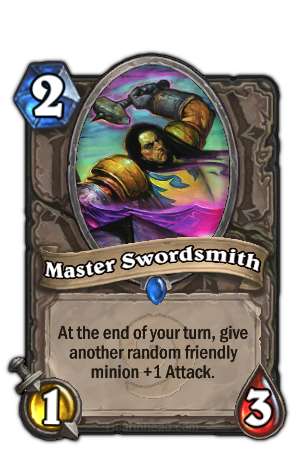 2
Master Swordsmith
At the end of your turn, give
another random friendly
minion +1 Attack.
1
3